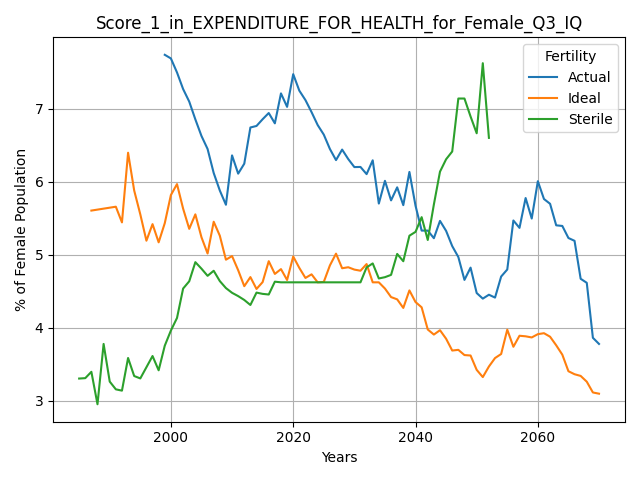 Score_1_in_EXPENDITURE_FOR_HEALTH_for_Female_Q3_IQ
Fertility
Actual
Ideal
Sterile
% of Female Population
7
6
5
4
3
2000
2020
2040
2060
Years